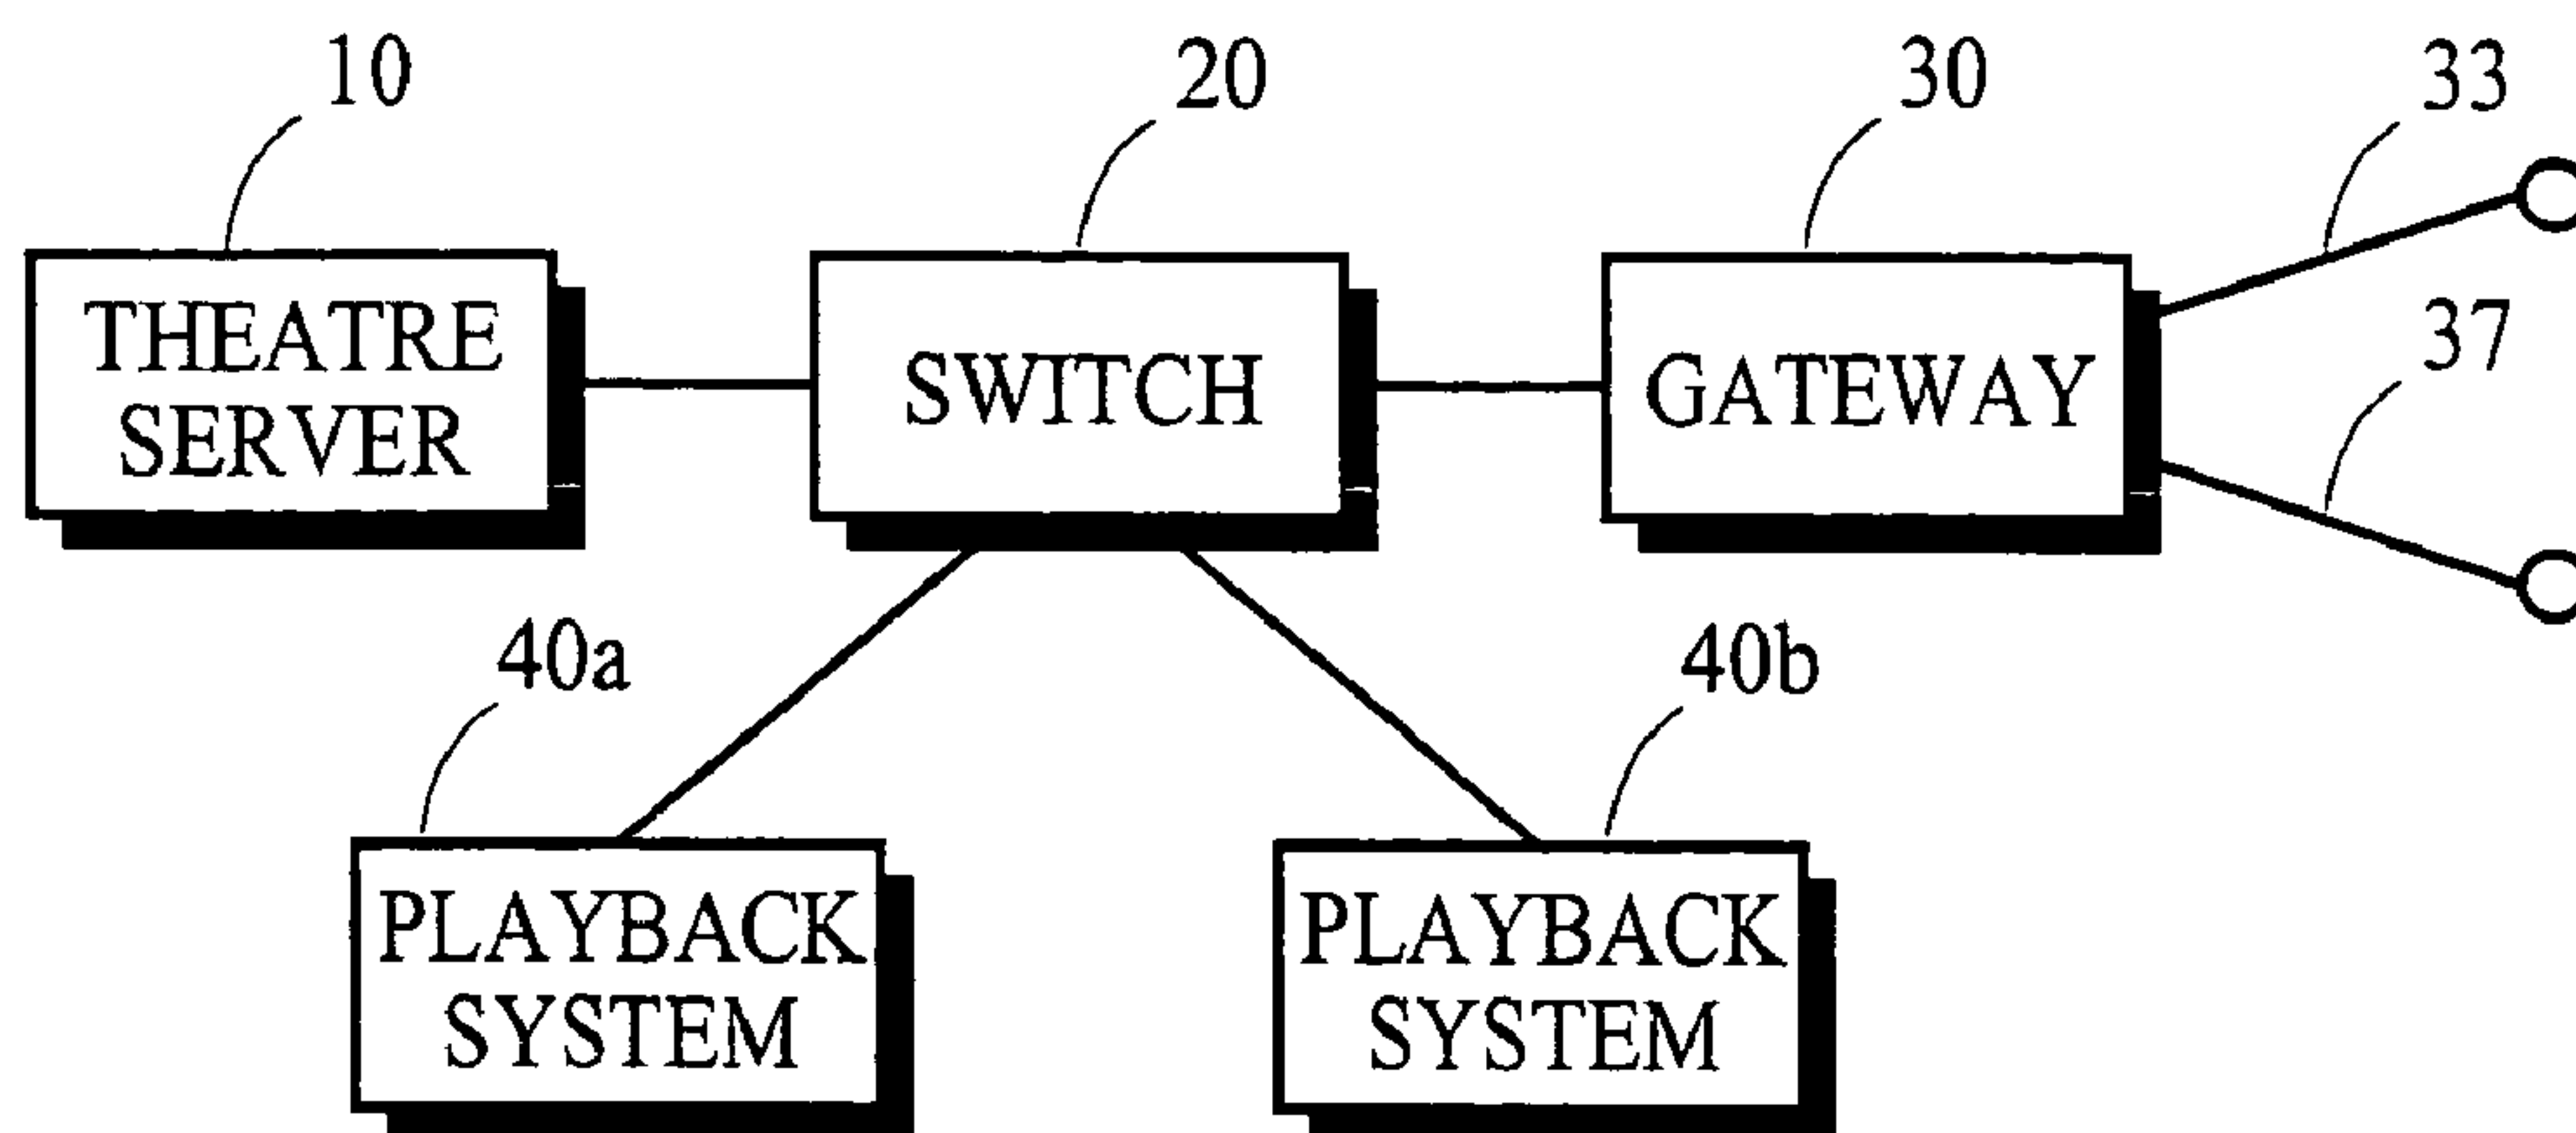 10
20
30
33
THEATRE
SERVER
SWITCH
GATEWAY
37
40a
40b
PLAYBACK
SYSTEM
PLAYBACK
SYSTEM